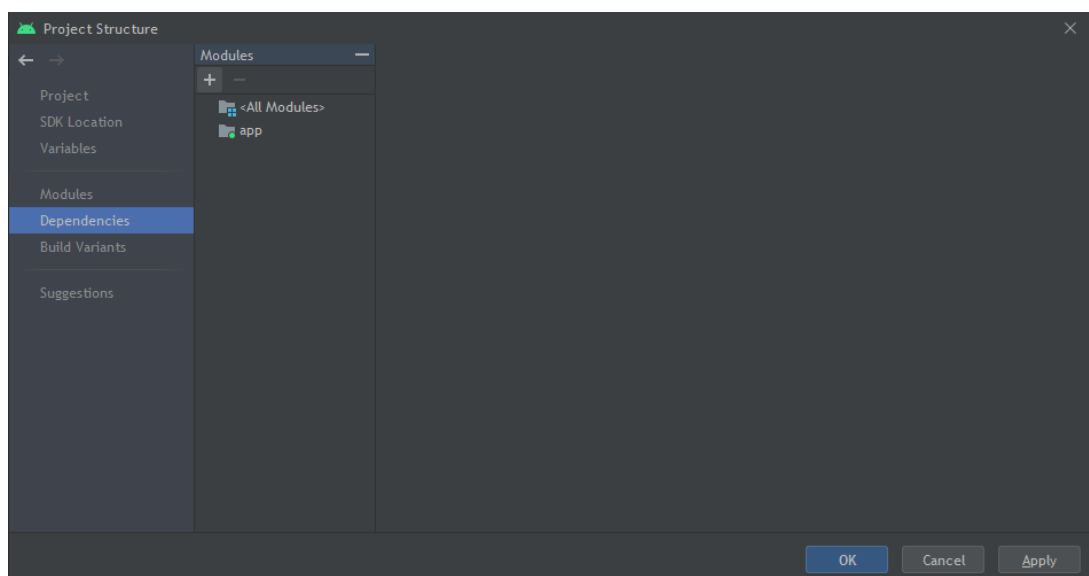 Project Structure
Project
SDK Location
Variables
Modules
Dependencies
Build Variants
Suggestions
Modules
<All Modules>
app
OK
Cancel
Apply